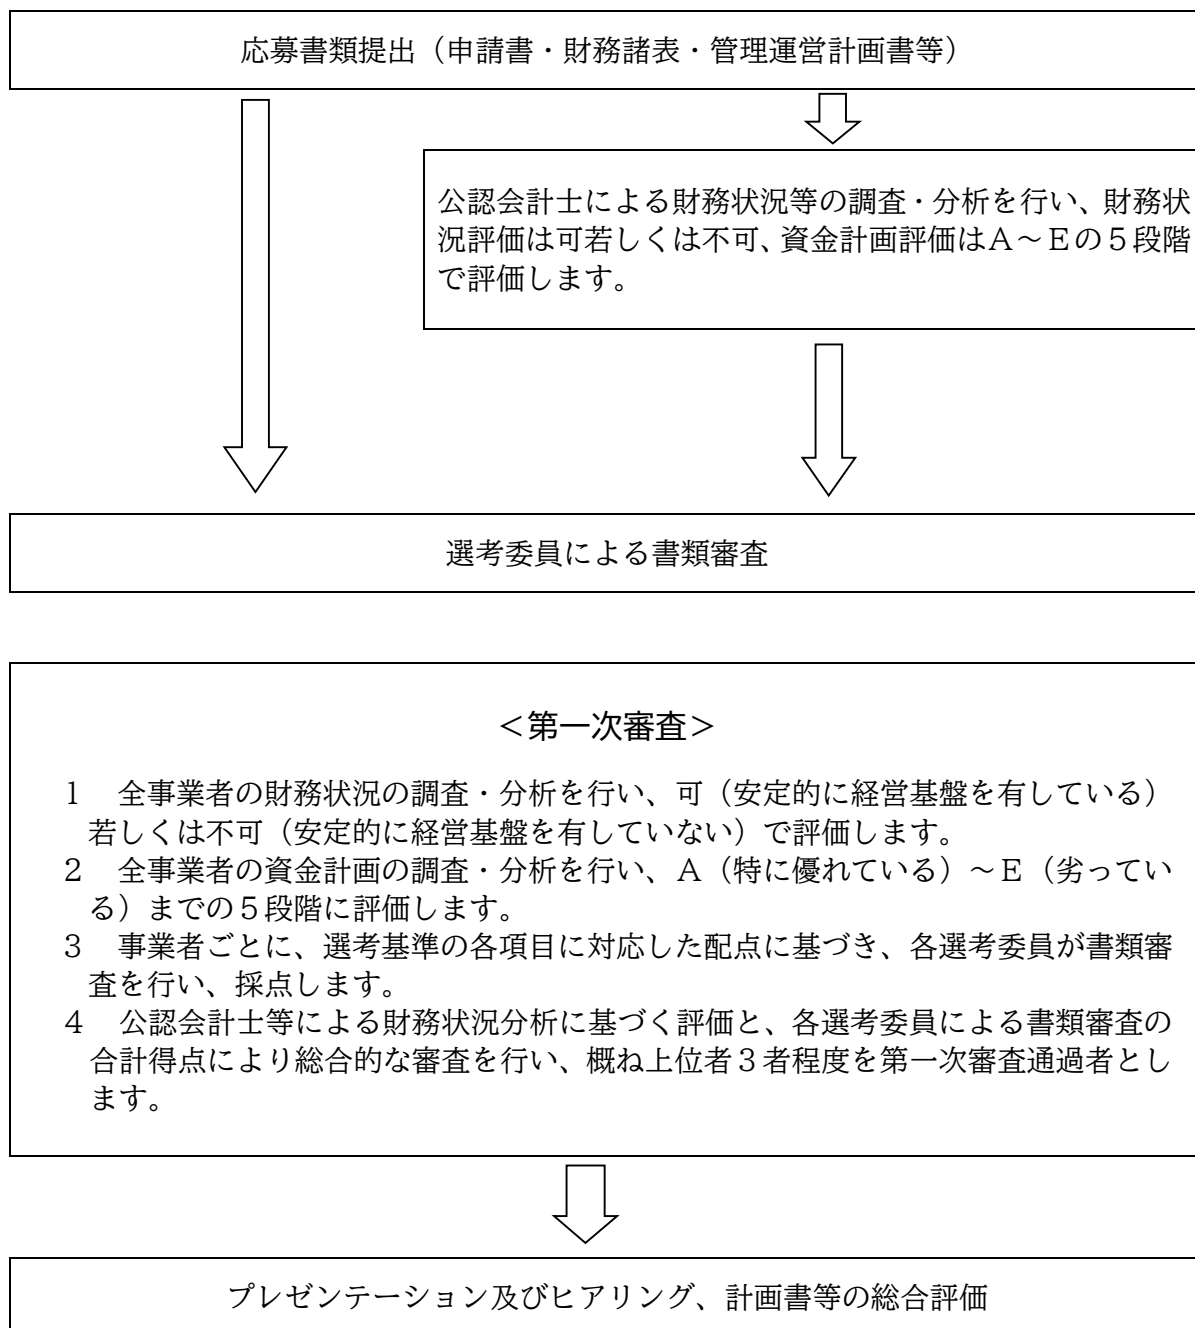 応募書類提出（申請書・財務諸表・管理運営計画書等）
公認会計士による財務状況等の調査・分析を行い、財務状
況評価は可若しくは不可、資金計画評価はＡ～Ｅの５段階
で評価します。
選考委員による書類審査
＜第一次審査＞
１　全事業者の財務状況の調査・分析を行い、可（安定的に経営基盤を有している）
若しくは不可（安定的に経営基盤を有していない）で評価します。
２　全事業者の資金計画の調査・分析を行い、Ａ（特に優れている）～Ｅ（劣ってい
る）までの５段階に評価します。
３　事業者ごとに、選考基準の各項目に対応した配点に基づき、各選考委員が書類審
査を行い、採点します。
４　公認会計士等による財務状況分析に基づく評価と、各選考委員による書類審査の
合計得点により総合的な審査を行い、概ね上位者３者程度を第一次審査通過者とし
ます。
プレゼンテーション及びヒアリング、計画書等の総合評価